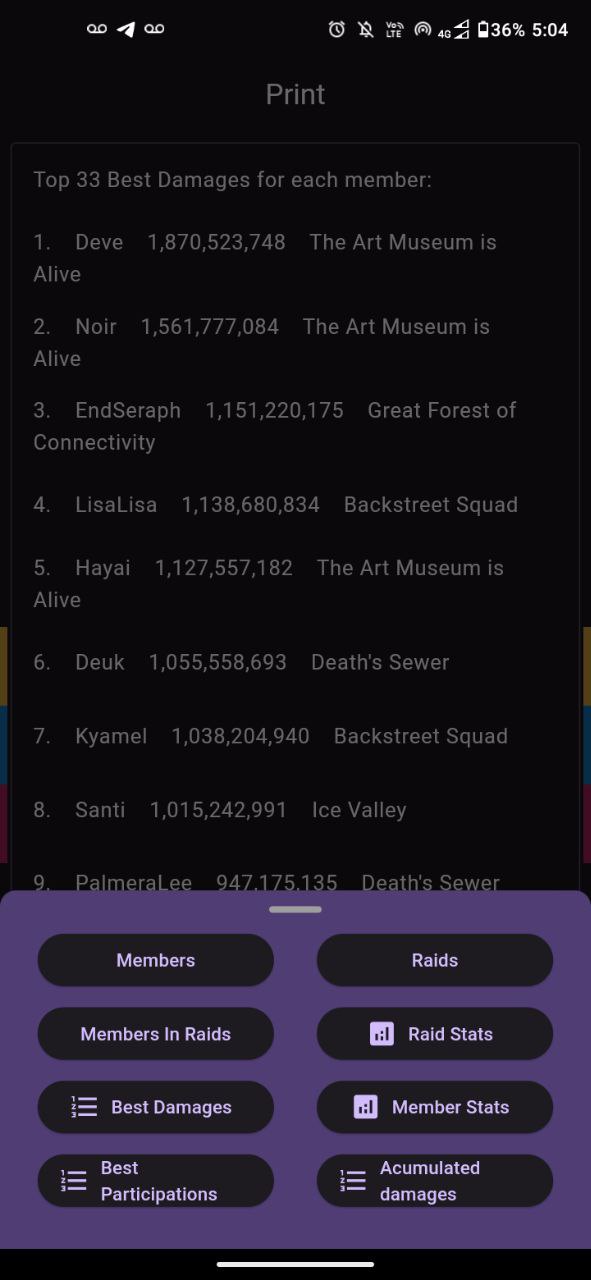 Vo))
LTE
4G
36% 5:04
Print
Top 33 Best Damages for each member:
1. Deve 1,870,523,748 The Art Museum is
Alive
2. Noir 1,561,777,084 The Art Museum is
Alive
3. EndSeraph 1,151,220,175 Great Forest of
Connectivity
4. LisaLisa 1,138,680,834 Backstreet Squad
5. Hayai 1,127,557,182 The Art Museum is
Alive
6. Deuk 1,055,558,693 Death's Sewer
7. Kyamel 1,038,204,940 Backstreet Squad
8. Santi 1,015,242,991 Ice Valley
9. PalmeraLee 947,175,135 Death's Sewer
Members
Raids
Members In Raids
Raid Stats
Best Damages
Member Stats
Best
Participations
Acumulated
damages